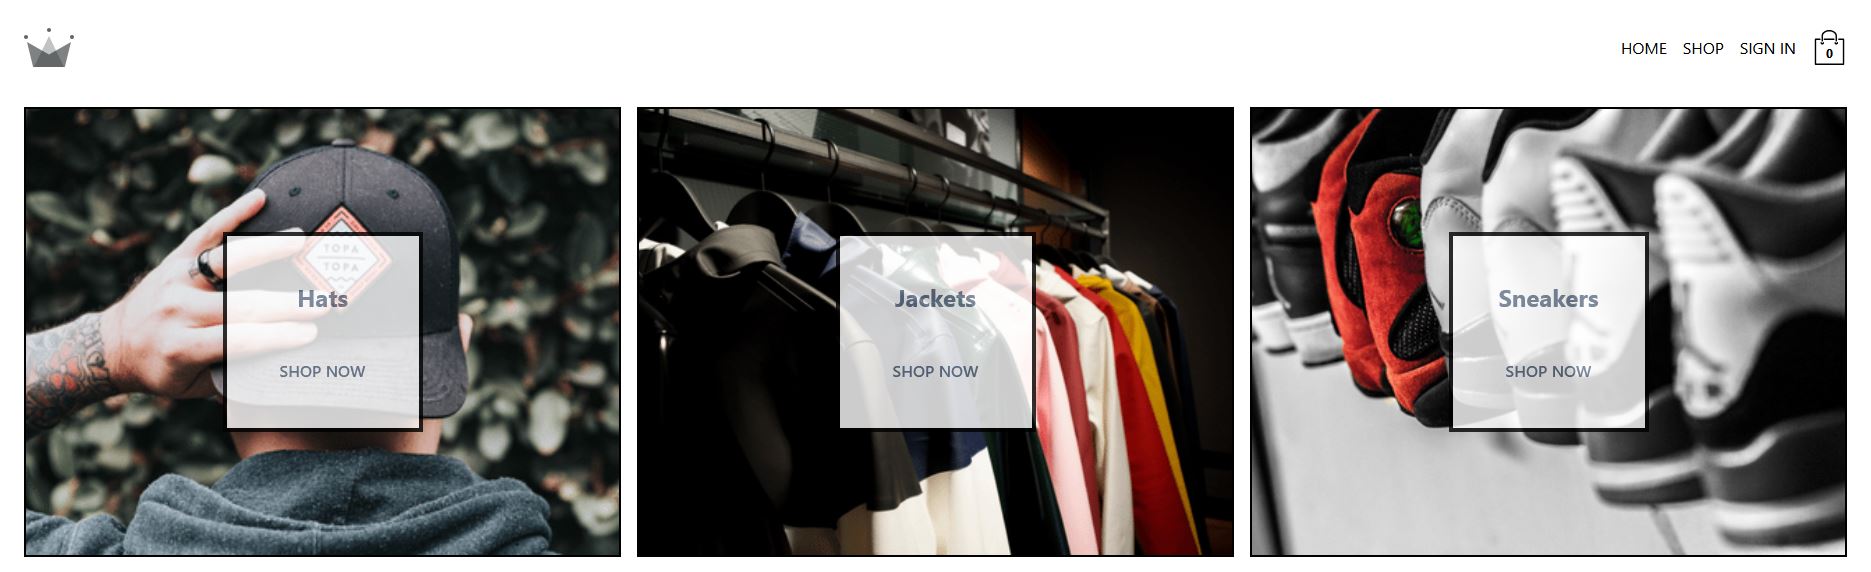 HOME SHOP SIGN IN 0
TOPA
TOPA
Hats
SHOP NOW
Jackets
SHOP NOW
Sneakers
SHOP NOW